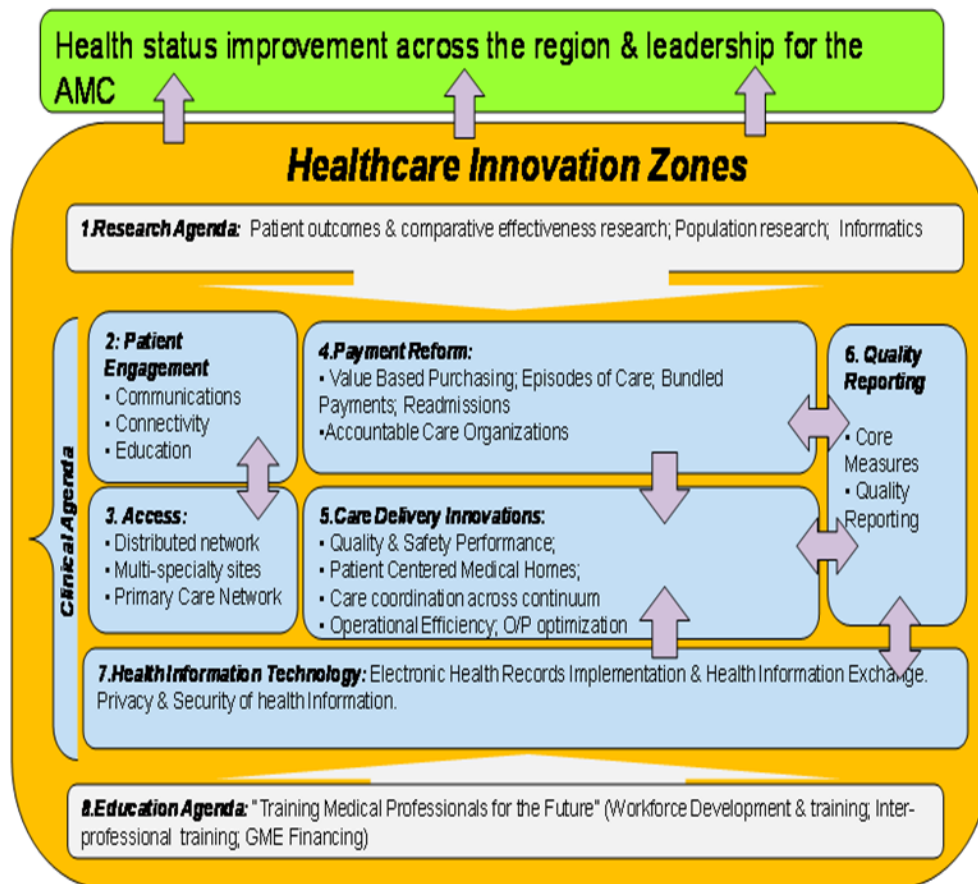 Health status improvement across the region & leadership for the
AMC
Healthcare Innovation Zones
1.Research Agenda: Patient outcomes & comparative effectiveness research; Population research; Informatics
Clinical Agenda
2: Patient
Engagement
▪ Communications
▪ Connectivity
▪ Education
3. Access:
▪ Distributed network
▪ Multi-specialty sites
▪ Primary Care Network
4.Payment Reform:
▪ Value Based Purchasing; Episodes of Care; Bundled
Payments; Readmissions
▪Accountable Care Organizations
5.Care Delivery Innovations:
▪ Quality & Safety Performance;
▪ Patient Centered Medical Homes;
▪ Care coordination across continuum
▪ Operational Efficiency; O/P optimization
6. Quality
Reporting
▪ Core
Measures
▪ Quality
Reporting
7.Health Information Technology: Electronic Health Records Implementation & Health Information Exchange.
Privacy & Security of health Information.
8.Education Agenda: "Training Medical Professionals for the Future" (Workforce Development & training; Inter-
professional training; GME Financing)